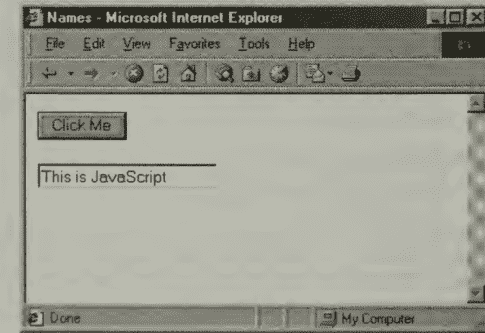 Names - Microsoft Internet Explorer
File Edit View Favorites Tools Help
Click Me
This is JavaScript
Done My Computer